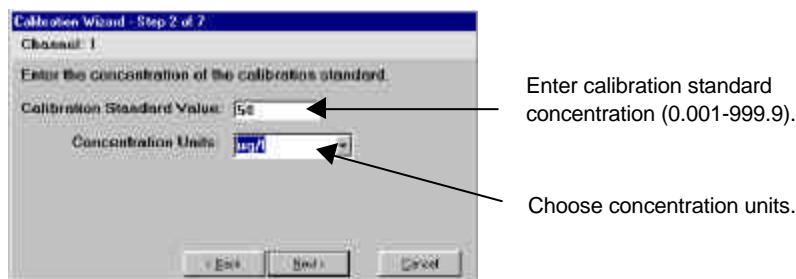 Calibration Wizard - Step 2 of 7
Channel: 1
Enter the concentration of the calibration standard.
Calibration Standard Value: 50
Concentration Units ug/l
< Back Next > Cancel
Enter calibration standard
concentration (0.001-999.9).
Choose concentration units.